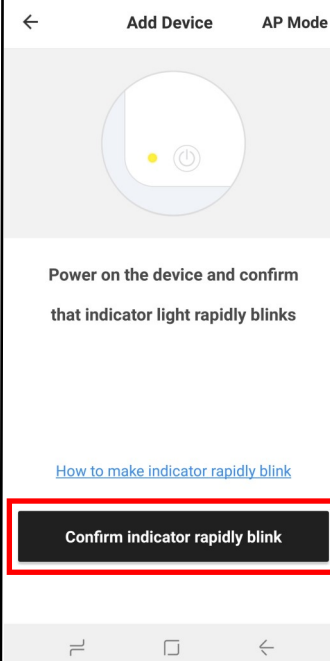 Add Device AP Mode
Power on the device and confirm
that indicator light rapidly blinks
How to make indicator rapidly blink
Confirm indicator rapidly blink